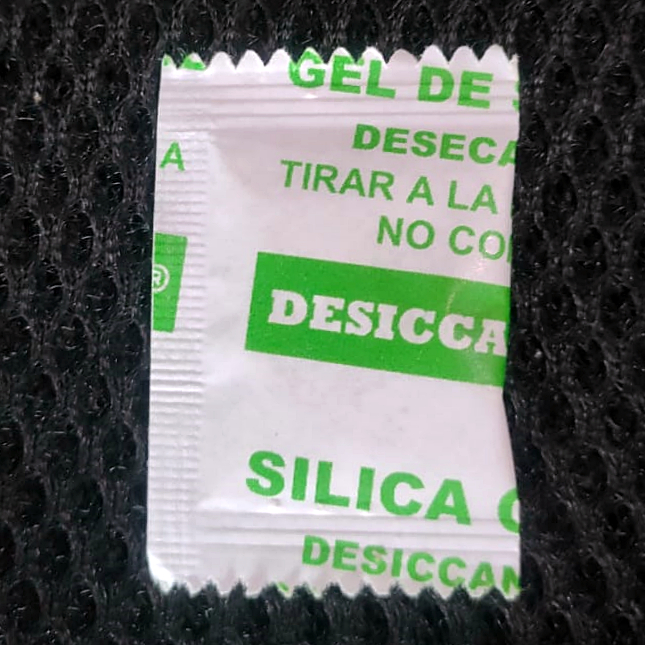 GEL DE S
DESECA
A
TIRAR A LA
NO CO
®
DESICCA
SILICA G
DESICCAN